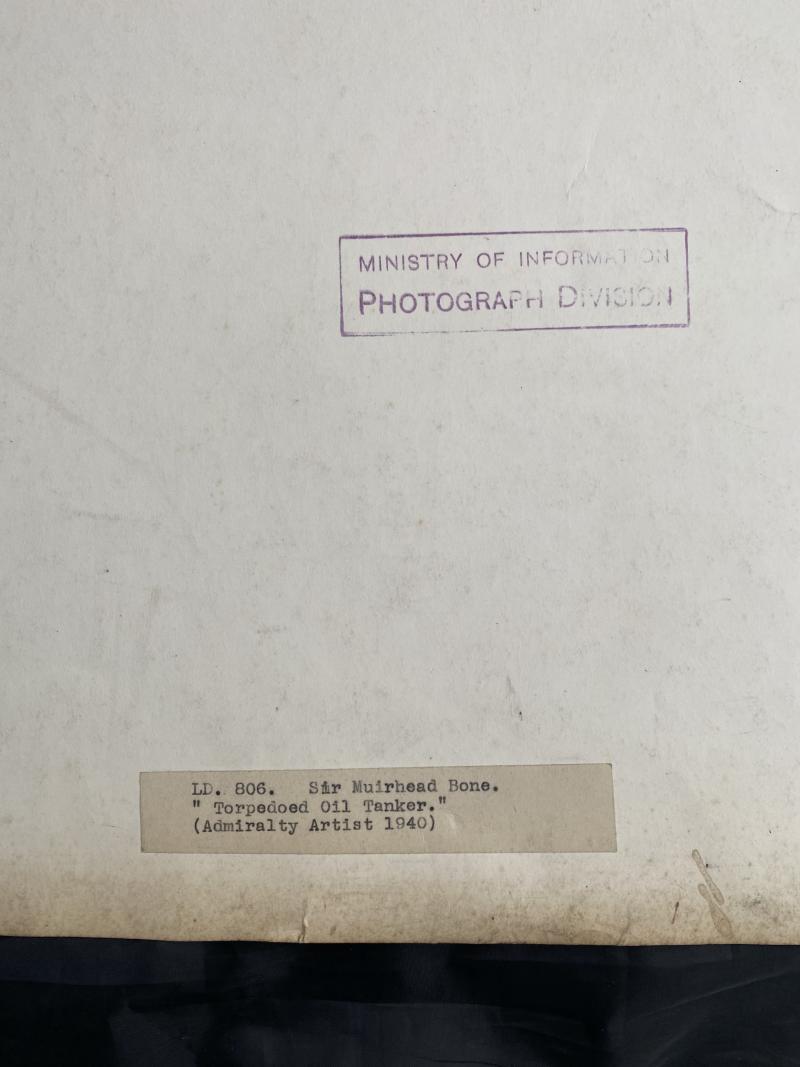 MINISTRY OF INFORMATION
PHOTOGRAPH DIVISION
LD. 806. Sir Muirhead Bone.
" Torpedoed Oil Tanker."
(Admiralty Artist 1940)